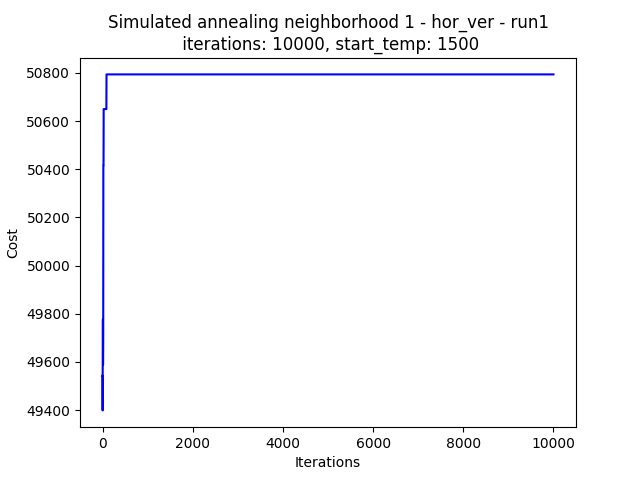 Simulated annealing neighborhood 1 - hor_ver - run1
iterations: 10000, start_temp: 1500
50800
50600
50400
50200
50000
49800
49600
49400
Cost
0 2000 4000 6000 8000 10000
Iterations